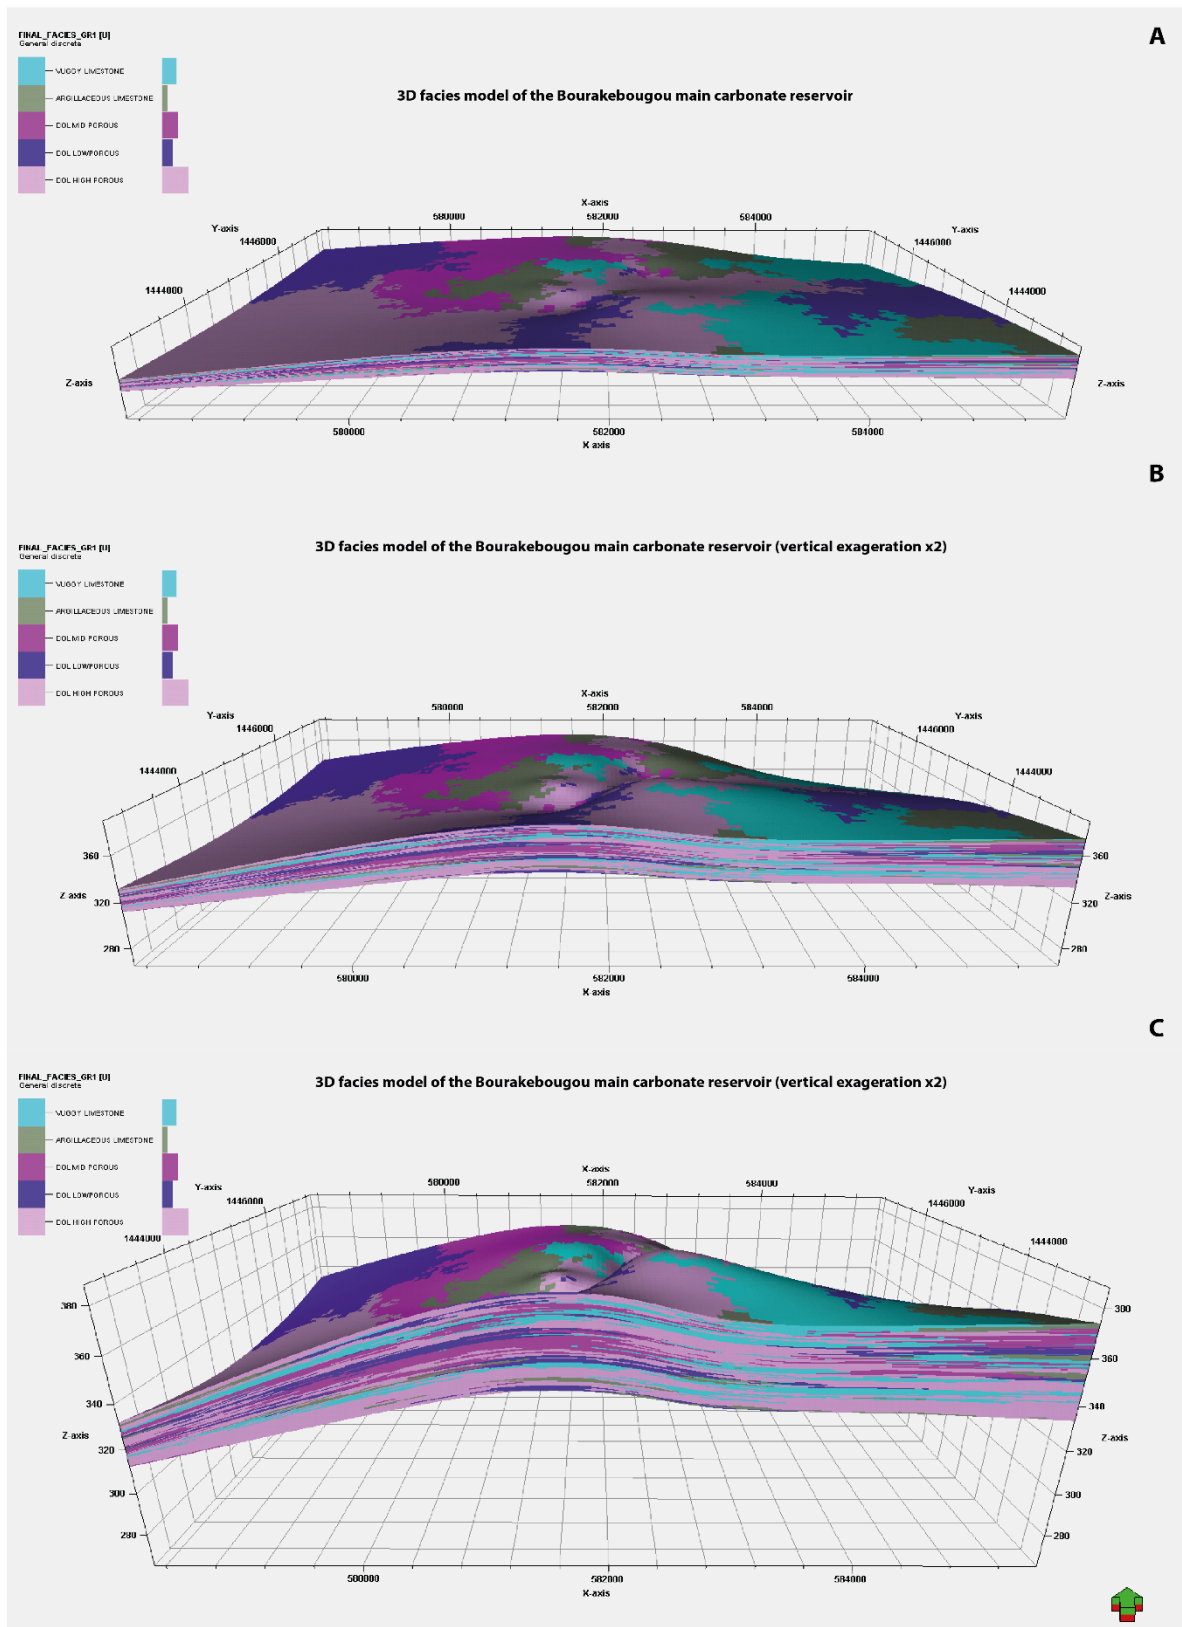 A
FINAL_FACIES_GR1 [U]
General discrete
VUGGY LIMESTONE
ARGILLACEOUS LIMESTONE
DOL MID POROUS
DOL LOWPOROUS
DOL HIGH POROUS
3D facies model of the Bourakebougou main carbonate reservoir
X-axis
580000
582000
584000
Y-axis
1446000
1444000
Y-axis
1446000
1444000
Z-axis
Z-axis
580000
582000
584000
X axis
B
FINAL_FACIES_GR1 [U]
General discrete
VUGGY LIMESTONE
ARGILLACEOUS LIMESTONE
DOL MID POROUS
DOL LOWPOROUS
DOL HIGH POROUS
3D facies model of the Bourakebougou main carbonate reservoir (vertical exageration x2)
X-axis
580000
582000
584000
Y-axis
1446000
1444000
Y-axis
1446000
1444000
360
Z axis
320
280
360
320
Z-axis
280
580000
582000
584000
X-axis
C
FINAL_FACIES_GR1 [U]
General discrete
VUGGY LIMESTONE
ARGILLACEOUS LIMESTONE
DOL MID POROUS
DOL LOWPOROUS
DOL HIGH POROUS
3D facies model of the Bourakebougou main carbonate reservoir (vertical exageration x2)
X-axis
580000
582000
584000
Y-axis
1446000
1444000
Y-axis
1446000
1444000
380
360
340
Z-axis
320
300
280
360
340
Z-axis
320
300
280
580000
582000
584000
X-axis